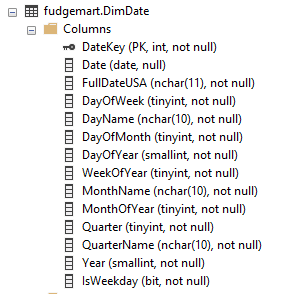 fudgemart.DimDate
Columns
DateKey (PK, int, not null)
Date (date, null)
FullDateUSA (nchar(11), not null)
DayOfWeek (tinyint, not null)
DayName (nchar(10), not null)
DayOfMonth (tinyint, not null)
DayOfYear (smallint, not null)
WeekOfYear (tinyint, not null)
MonthName (nchar(10), not null)
MonthOfYear (tinyint, not null)
Quarter (tinyint, not null)
QuarterName (nchar(10), not null)
Year (smallint, not null)
IsWeekday (bit, not null)